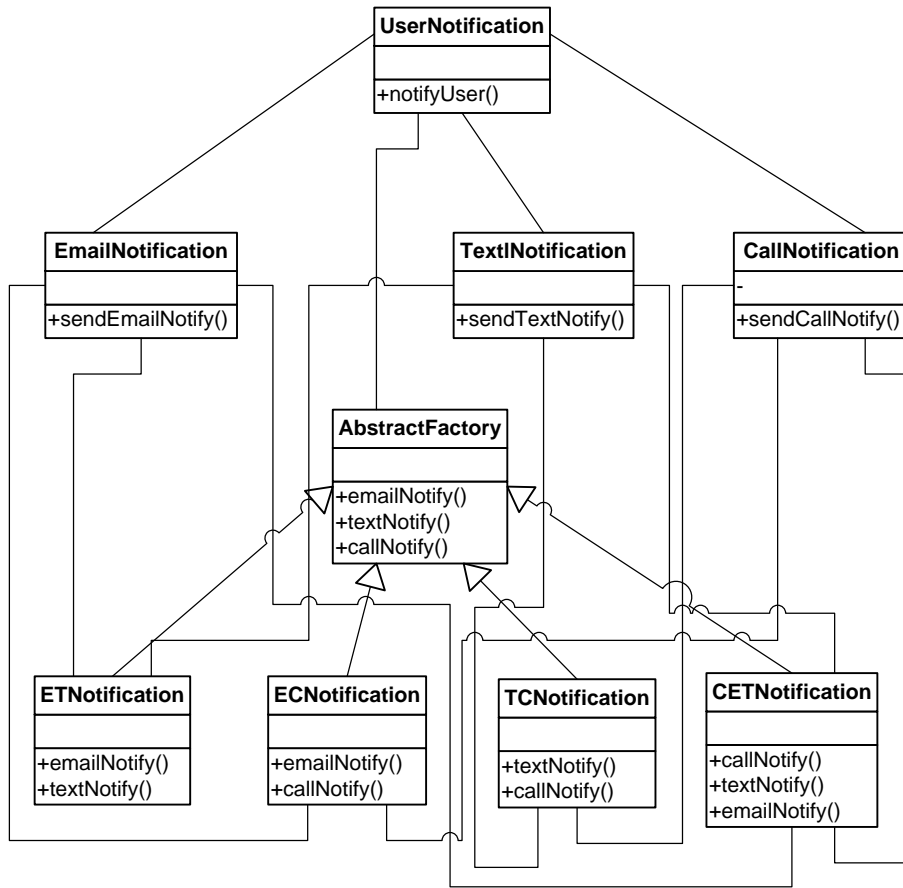 UserNotification
+notifyUser()
EmailNotification
+sendEmailNotify()
TextINotification
+sendTextNotify()
CallNotification
-
+sendCallNotify()
AbstractFactory
+emailNotify()
+textNotify()
+callNotify()
ETNotification
+emailNotify()
+textNotify()
ECNotification
+emailNotify()
+callNotify()
TCNotification
+textNotify()
+callNotify()
CETNotification
+callNotify()
+textNotify()
+emailNotify()